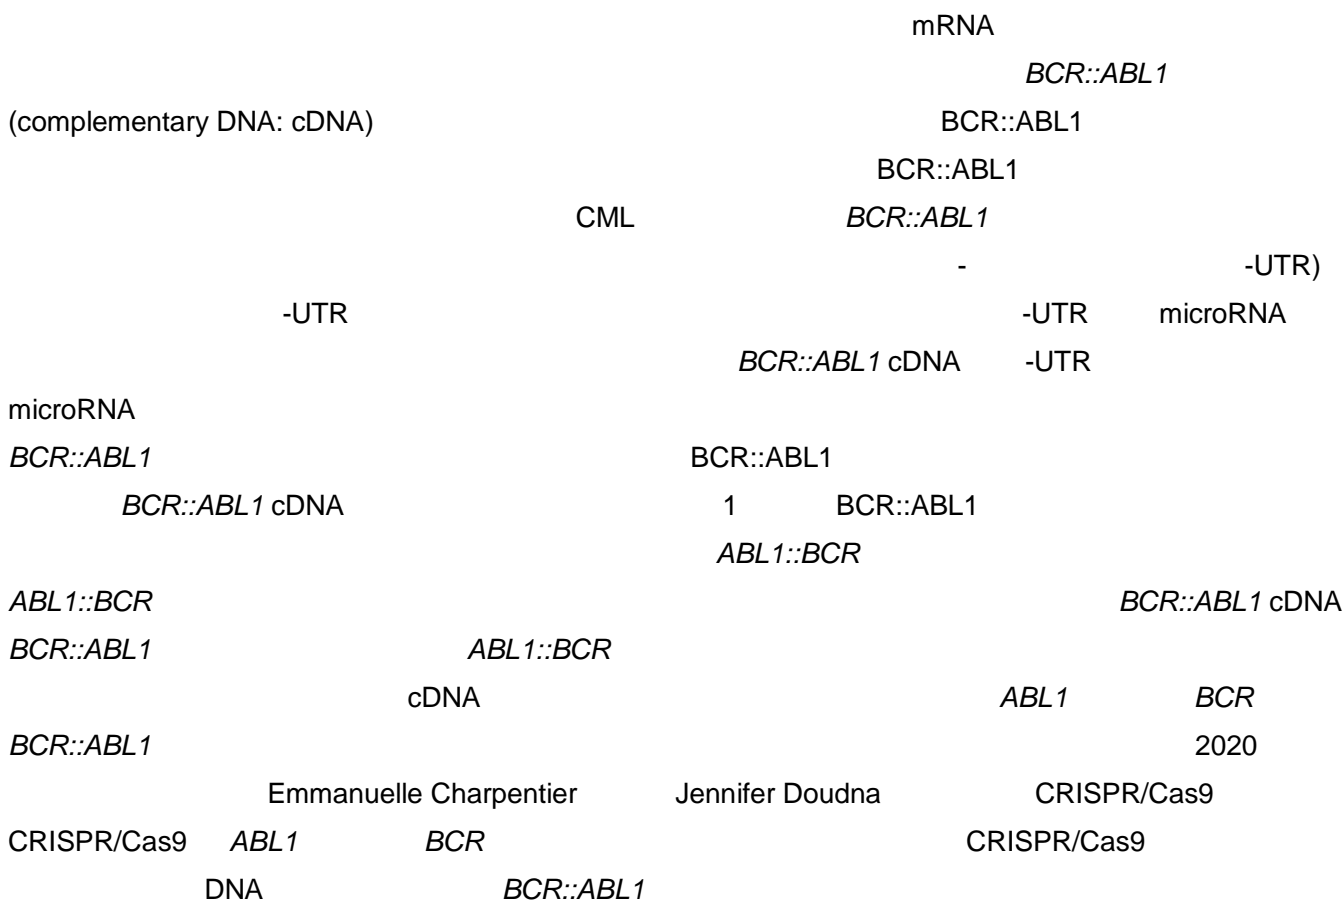 mRNA
BCR::ABL1
(complementary DNA: cDNA) BCR::ABL1
BCR::ABL1
CML BCR::ABL1
- -UTR)
-UTR -UTR microRNA
BCR::ABL1 cDNA -UTR
microRNA
BCR::ABL1 BCR::ABL1
BCR::ABL1 cDNA 1 BCR::ABL1
ABL1::BCR
ABL1::BCR BCR::ABL1 cDNA
BCR::ABL1 ABL1::BCR
cDNA ABL1 BCR
BCR::ABL1 2020
Emmanuelle Charpentier Jennifer Doudna CRISPR/Cas9
CRISPR/Cas9 ABL1 BCR CRISPR/Cas9
DNA BCR::ABL1